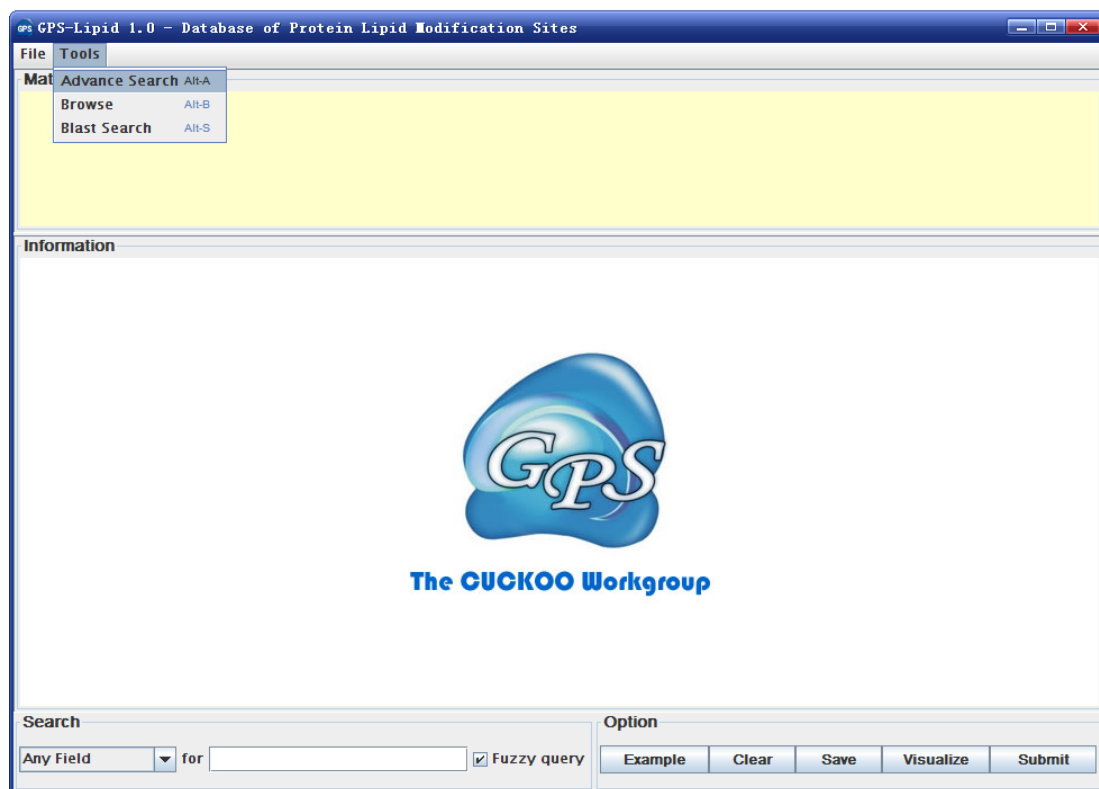 GPS GPS-Lipid 1.0 - Database of Protein Lipid Modification Sites
File Tools
Mat
Advance Search Alt-A
Browse Alt-B
Blast Search Alt-S
Information
GPS
The CUCKOO Workgroup
Search
Any Field for Fuzzy query
Option
Example Clear Save Visualize Submit